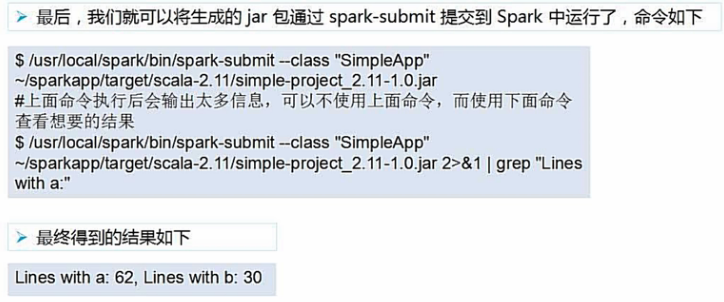 ➢ 最后，我们就可以将生成的 jar 包通过 spark-submit 提交到 Spark 中运行了，命令如下
$ /usr/local/spark/bin/spark-submit --class "SimpleApp"
~/sparkapp/target/scala-2.11/simple-project_2.11-1.0.jar
#上面命令执行后会输出太多信息，可以不使用上面命令，而使用下面命令
查看想要的结果
$ /usr/local/spark/bin/spark-submit --class "SimpleApp"
~/sparkapp/target/scala-2.11/simple-project_2.11-1.0.jar 2>&1 | grep "Lines
with a:"
➢ 最终得到的结果如下
Lines with a: 62, Lines with b: 30